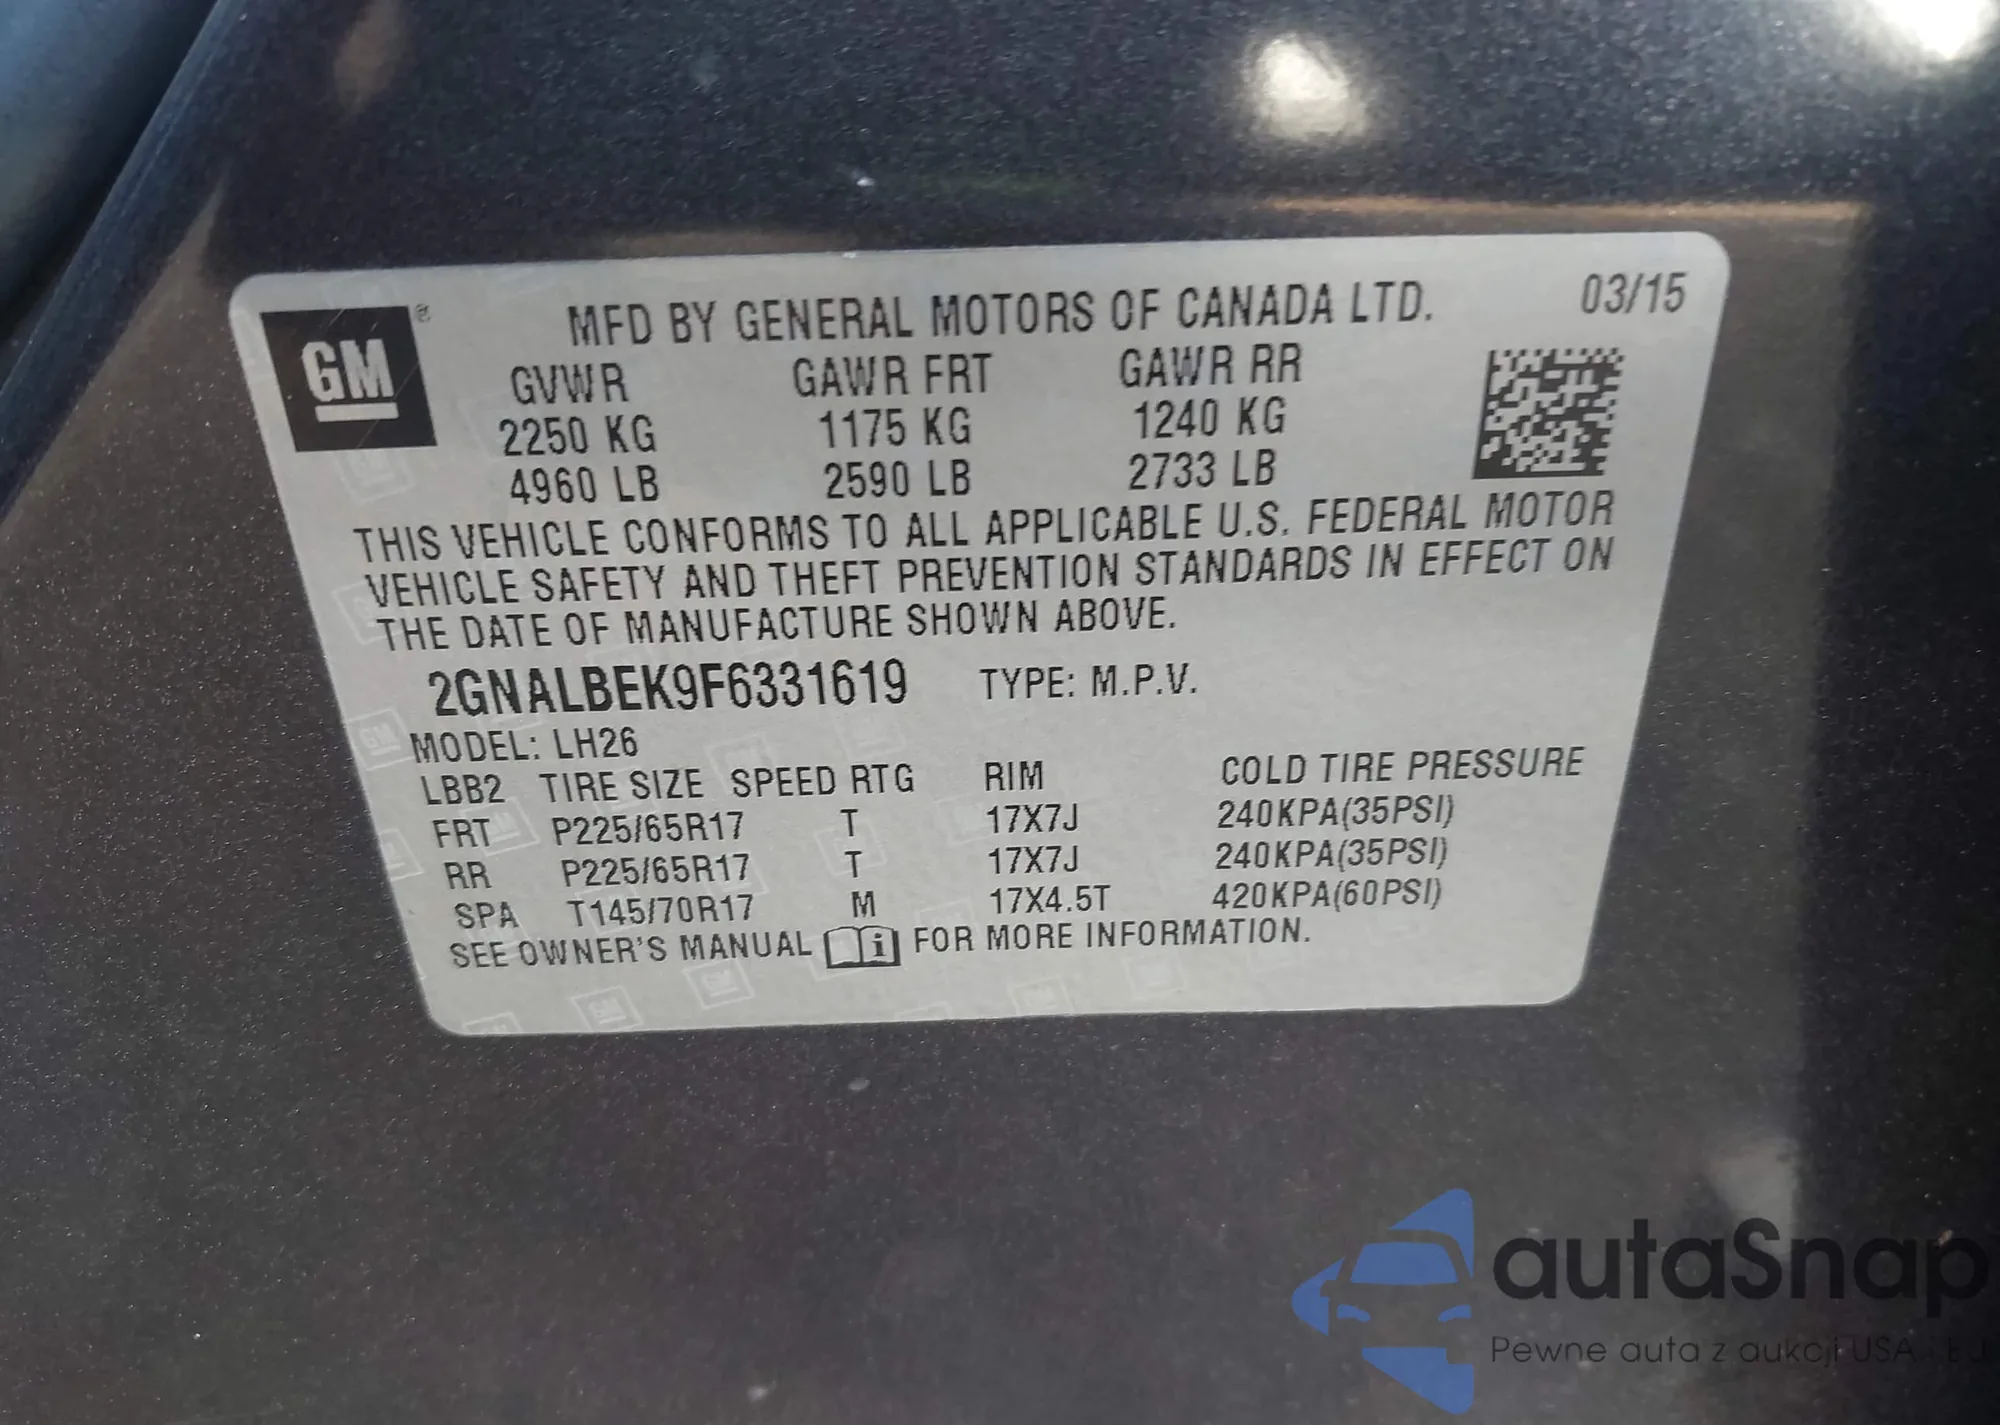 GM ®
MFD BY GENERAL MOTORS OF CANADA LTD. 03/15
GVWR GAWR FRT GAWR RR
2250 KG 1175 KG 1240 KG
4960 LB 2590 LB 2733 LB
THIS VEHICLE CONFORMS TO ALL APPLICABLE U.S. FEDERAL MOTOR
VEHICLE SAFETY AND THEFT PREVENTION STANDARDS IN EFFECT ON
THE DATE OF MANUFACTURE SHOWN ABOVE.
2GNALBEK9F6331619 TYPE: M.P.V.
MODEL: LH26
LBB2 TIRE SIZE SPEED RTG RIM COLD TIRE PRESSURE
FRT P225/65R17 T 17X7J 240KPA(35PSI)
RR P225/65R17 T 17X7J 240KPA(35PSI)
SPA T145/70R17 M 17X4.5T 420KPA(60PSI)
SEE OWNER'S MANUAL i FOR MORE INFORMATION.
autaSnap
Pewne auta z aukcji USA i